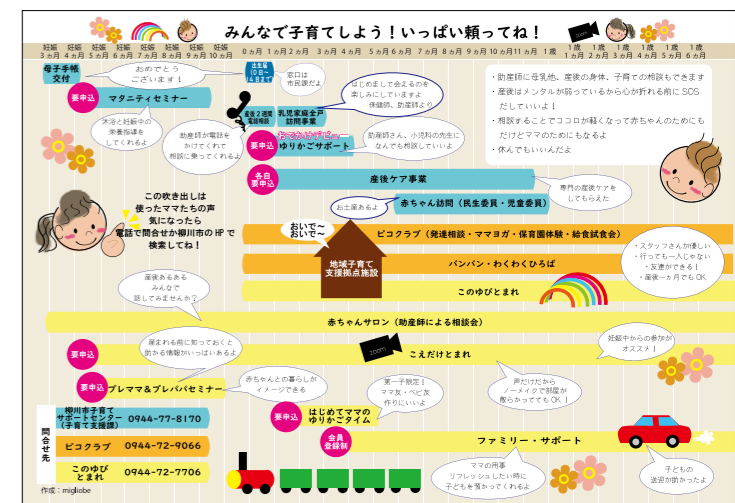 みんなで子育てしよう！いっぱい頼ってね！
妊娠 3ヵ月
妊娠 4ヵ月
妊娠 5ヵ月
妊娠 6ヵ月
妊娠 7ヵ月
妊娠 8ヵ月
妊娠 9ヵ月
妊娠 10ヵ月
0ヵ月 1ヵ月 2ヵ月 3ヵ月 4ヵ月 5ヵ月 6ヵ月 7ヵ月 8ヵ月 9ヵ月 10ヵ月 11ヵ月 1歳
1歳 1ヵ月
1歳 2ヵ月
1歳 3ヵ月
1歳 4ヵ月
1歳 5ヵ月
1歳 6ヵ月
母子手帳
交付
おめでとう
ございます！
出生届
(0日～
14日まで)
窓口は
市民課だよ
・助産師に母乳地、産後の身体、子育ての相談もできます
・産後はメンタルが弱っているから心が折れる前にSOS
だしていいよ！
・相談することでココロが軽くなって赤ちゃんのためにも
だけどママのためにもなるよ
・休んでもいいんだよ
はじめまして会えるのを
楽しみにしていますよ
保健師、助産師より
要申込
マタニティセミナー
沐浴と妊娠中の
栄養指導を
してくれるよ
産後2週間
電話相談
乳児家庭全戸
訪問事業
助産師が電話を
かけてくれて
相談に乗ってくれるよ
おでかけデビュー
要申込
ゆりかごサポート
助産師さん、小児科の先生に
なんでも相談していいよ
各自
要申込
産後ケア事業
専門の産後ケアを
してもらえた
お土産あるよ
赤ちゃん訪問（民生委員・児童委員）
この吹き出しは
使ったママたちの声
気になったら
電話で問合せか柳川市のHPで
検索してね！
おいで～
おいで～
地域子育て
支援拠点施設
ピコクラブ（発達相談・ママヨガ・保育園体験・給食試食会）
バンバン・わくわくひろば
このゆびとまれ
・スタッフさんが優しい
・行っても一人じゃない
・友達ができる！
・産後一ヵ月でもOK
産後あるある
みんなで
話してみませんか？
赤ちゃんサロン（助産師による相談会）
産まれる前に知っておくと
助かる情報がいっぱいあるよ
要申込
zoom
こえだけとまれ
妊娠中からの参加が
オススメ！
要申込
プレママ＆プレパパセミナー
赤ちゃんとの暮らしが
イメージできる
第一子限定！
ママ友・ベビ友
作りにいいよ
声だけだから
ノーメイクで部屋が
散らかっててもOK！
要申込
はじめてママの
ゆりかごタイム
会員
登録制
ファミリー・サポート
問合せ先
柳川市子育て
サポートセンター
(子育て支援課)
0944-77-8170
ピコクラブ 0944-72-9066
このゆび
とまれ
0944-72-7706
ママの用事
リフレッシュしたい時に
子どもを預かってくれるよ
子どもの
送迎が助かったよ
作成：migliobe